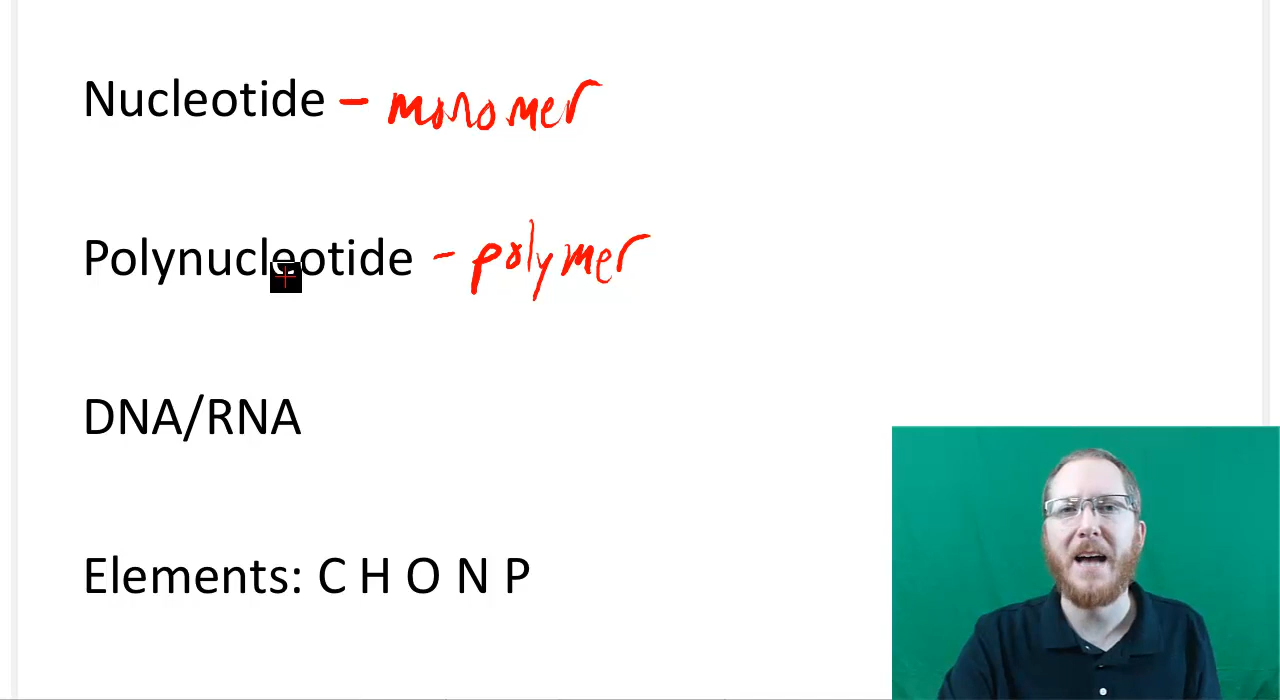 Nucleotide - monomer
Polynucleotide - polymer
DNA/RNA
Elements: C H O N P